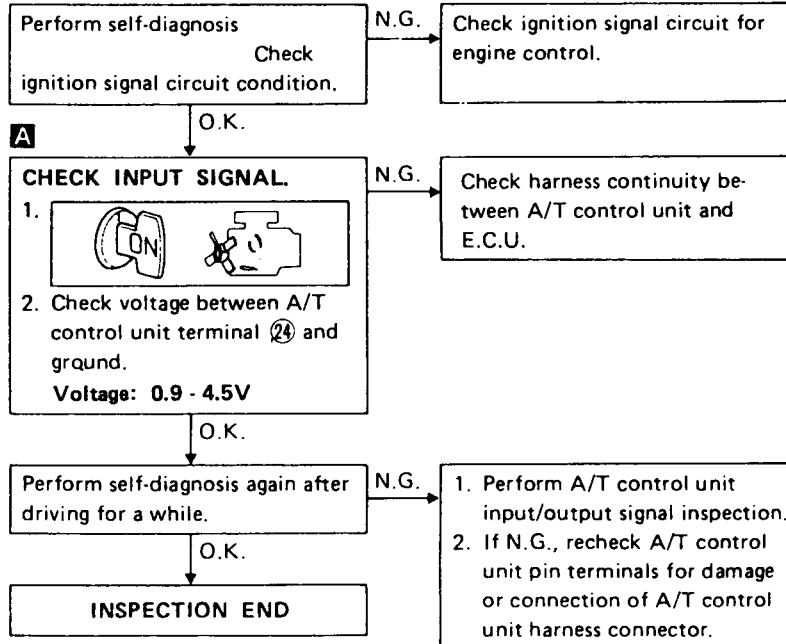 Perform self-diagnosis
Check
ignition signal circuit condition.
N.G.
Check ignition signal circuit for
engine control.
O.K.
A
CHECK INPUT SIGNAL.
1.
ON
2. Check voltage between A/T
control unit terminal ㉔ and
ground.
Voltage: 0.9 - 4.5V
N.G.
Check harness continuity be-
tween A/T control unit and
E.C.U.
O.K.
Perform self-diagnosis again after
driving for a while.
N.G.
1. Perform A/T control unit
input/output signal inspection.
2. If N.G., recheck A/T control
unit pin terminals for damage
or connection of A/T control
unit harness connector.
O.K.
INSPECTION END